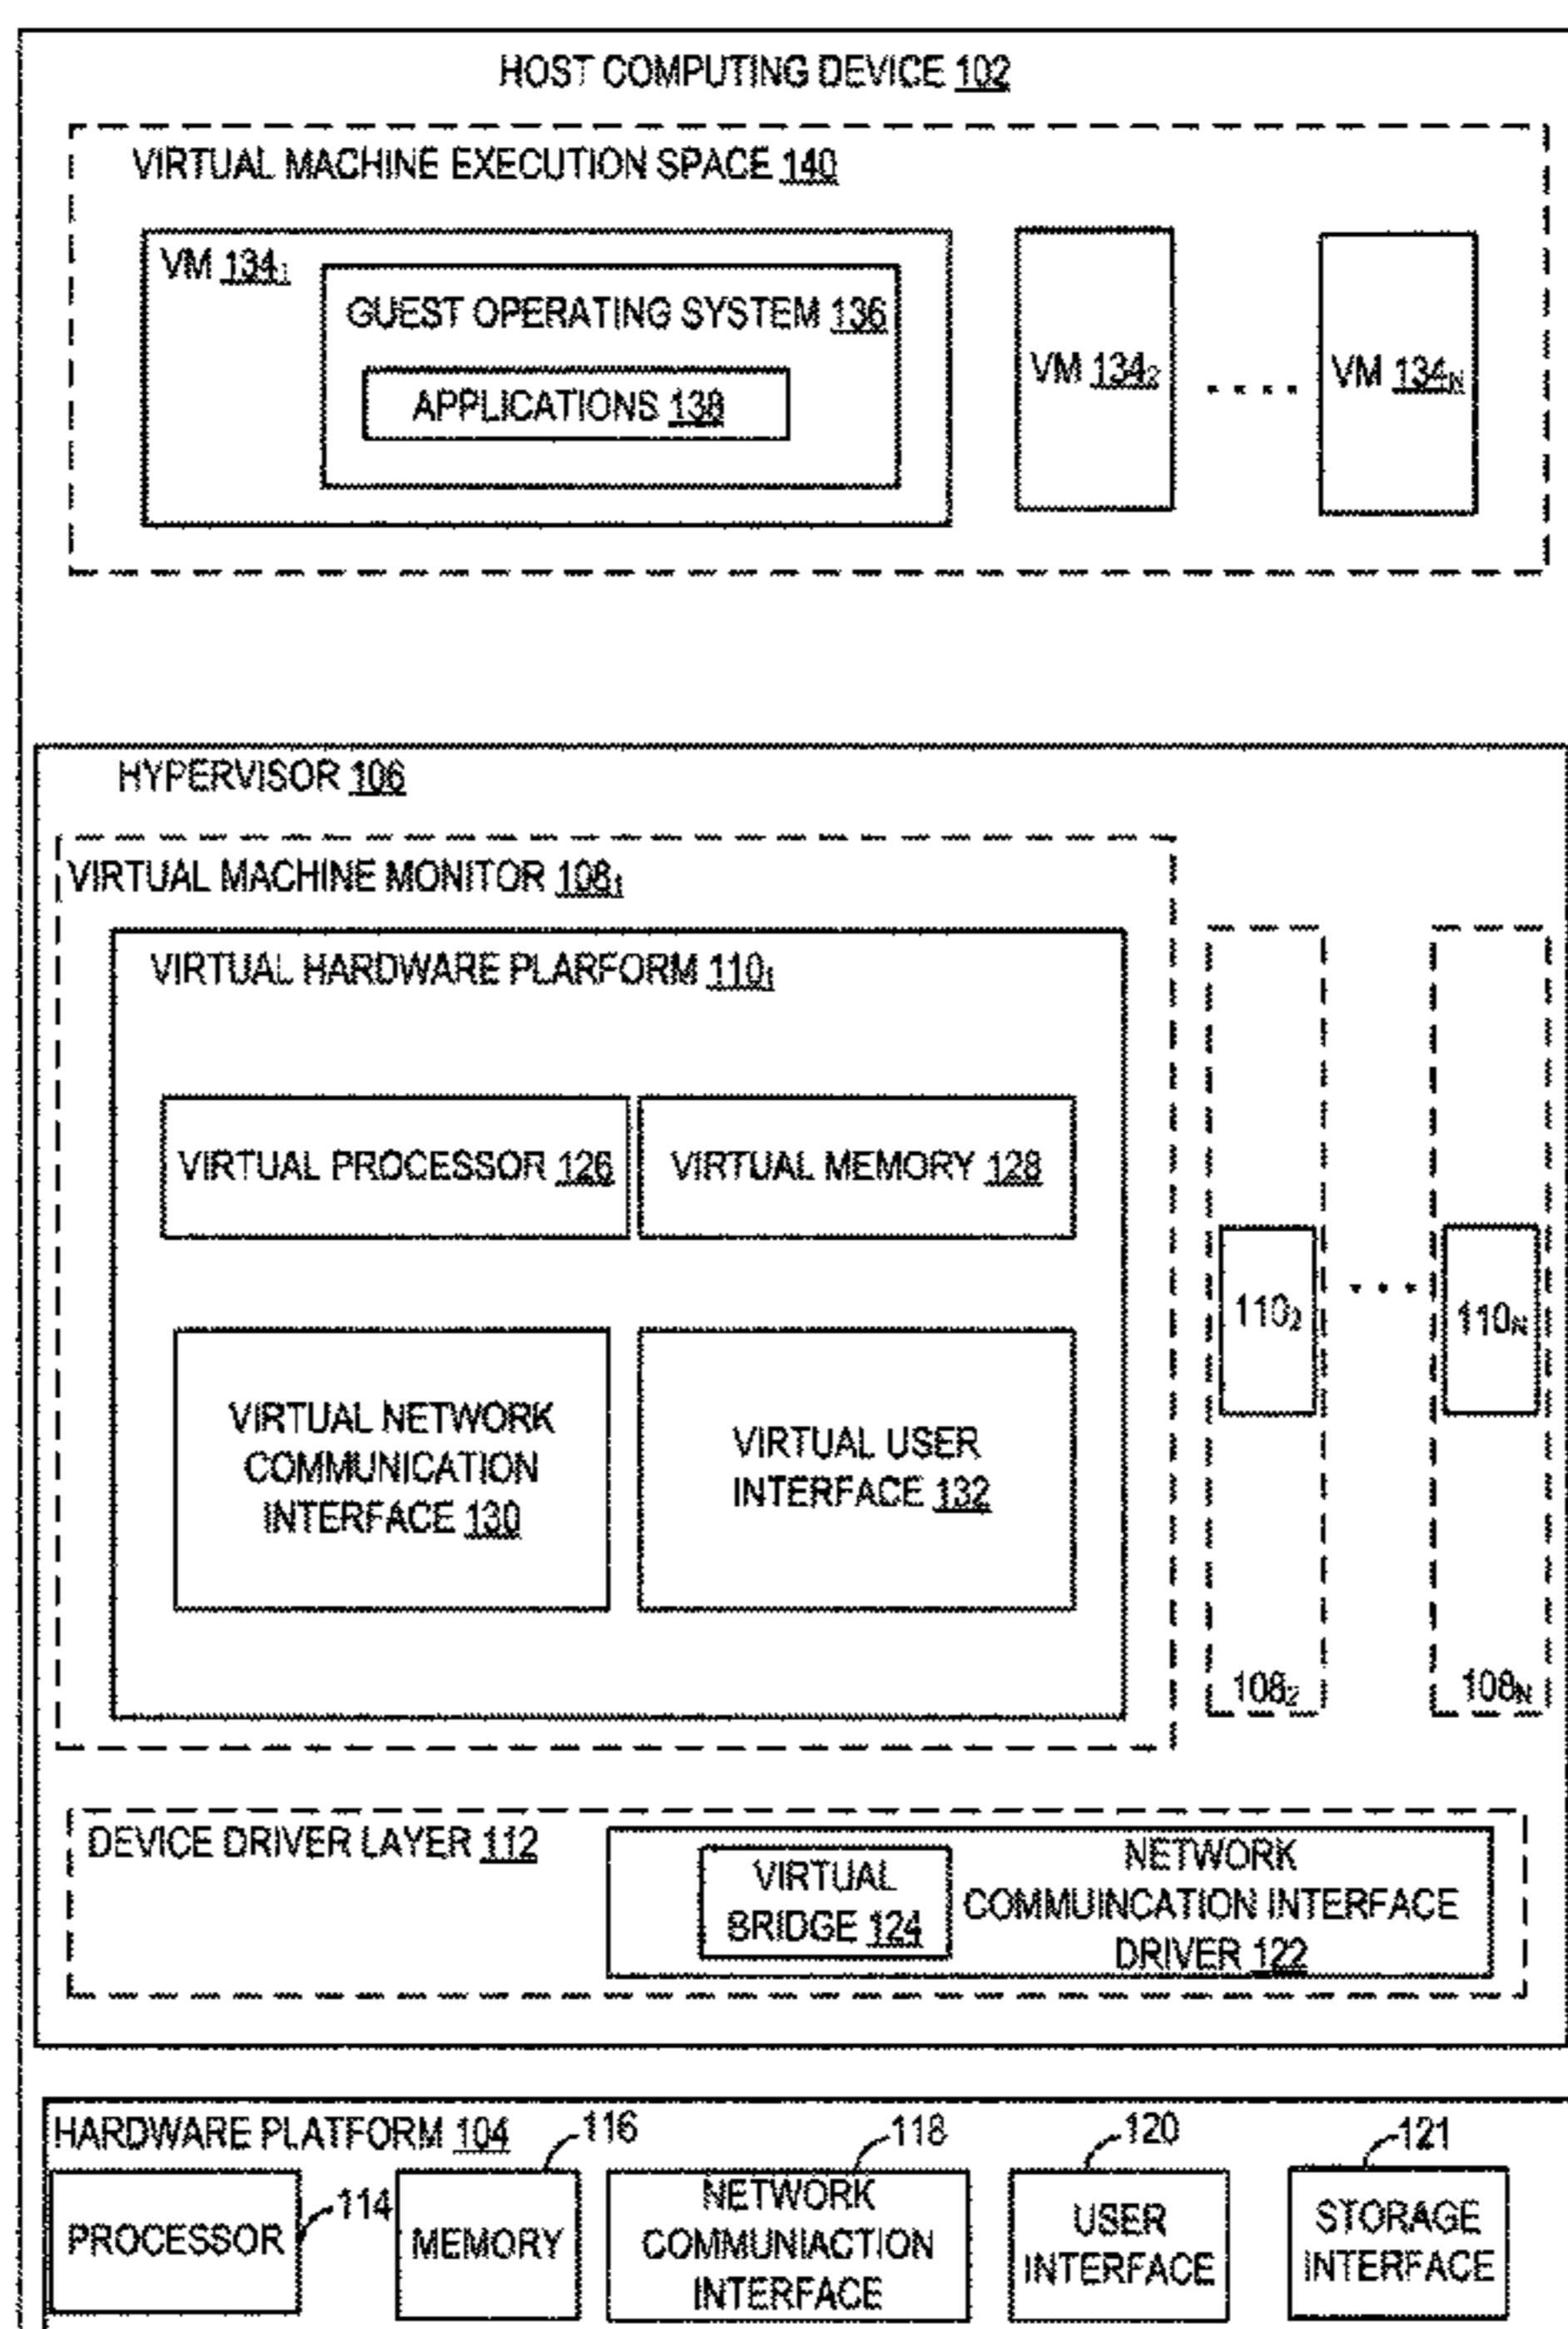 HOST COMPUTING DEVICE 102
VIRTUAL MACHINE EXECUTION SPACE 140
VM 134₁
GUEST OPERATING SYSTEM 136
APPLICATIONS 138
VM 134₂
. . . .
VM 134ₙ
HYPERVISOR 106
VIRTUAL MACHINE MONITOR 108₁
VIRTUAL HARDWARE PLARFORM 110₁
VIRTUAL PROCESSOR 126
VIRTUAL MEMORY 128
VIRTUAL NETWORK
COMMUNICATION
INTERFACE 130
VIRTUAL USER
INTERFACE 132
110₂
. . .
110ₙ
108₂
108ₙ
DEVICE DRIVER LAYER 112
VIRTUAL
BRIDGE 124
NETWORK
COMMUINCATION INTERFACE
DRIVER 122
HARDWARE PLATFORM 104
PROCESSOR
114
116
MEMORY
118
NETWORK
COMMUNIACTION
INTERFACE
120
USER
INTERFACE
121
STORAGE
INTERFACE